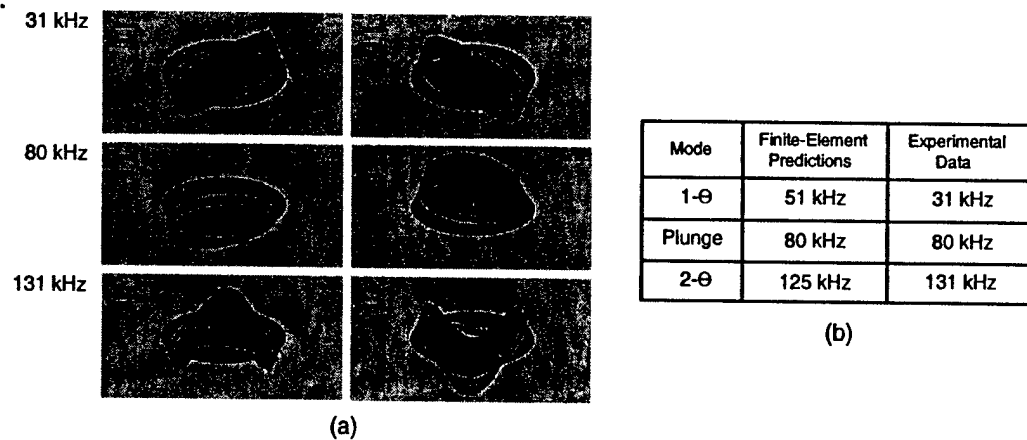 31 kHz
80 kHz
131 kHz
(a)
Mode Finite-Element Predictions Experimental Data
1-Θ 51 kHz 31 kHz
Plunge 80 kHz 80 kHz
2-Θ 125 kHz 131 kHz
(b)